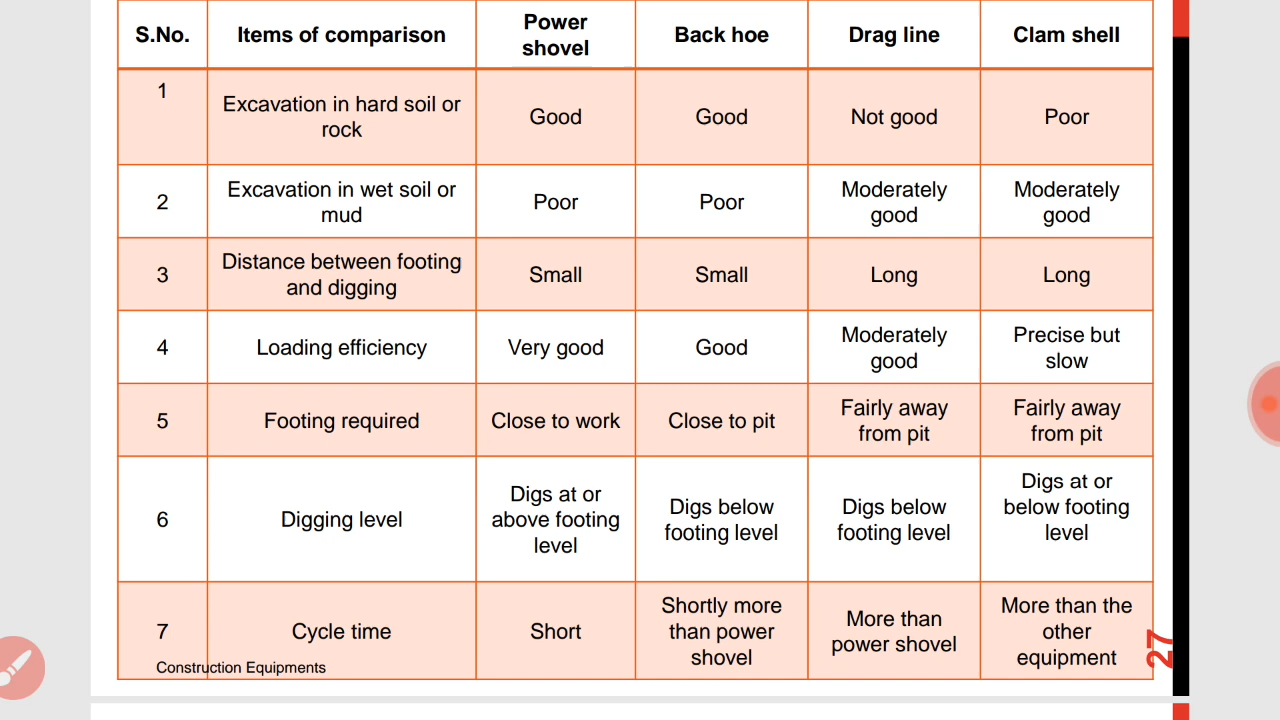 S.No. Items of comparison Power shovel Back hoe Drag line Clam shell
1 Excavation in hard soil or rock Good Good Not good Poor
2 Excavation in wet soil or mud Poor Poor Moderately good Moderately good
3 Distance between footing and digging Small Small Long Long
4 Loading efficiency Very good Good Moderately good Precise but slow
5 Footing required Close to work Close to pit Fairly away from pit Fairly away from pit
6 Digging level Digs at or above footing level Digs below footing level Digs below footing level Digs at or below footing level
7 Cycle time Short Shortly more than power shovel More than power shovel More than the other equipment
Construction Equipments
27